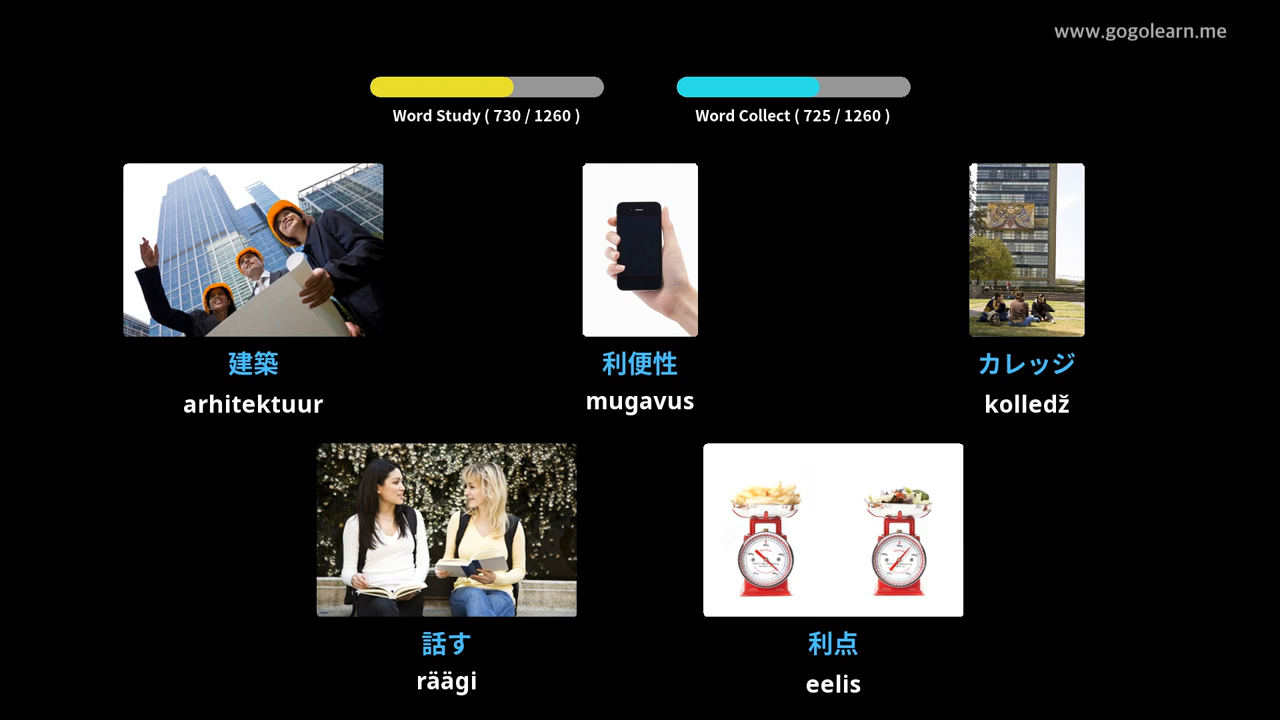 www.gogolearn.me
Word Study ( 730 / 1260 )
Word Collect ( 725 / 1260 )
建築
arhitektuur
利便性
mugavus
カレッジ
kolledž
話す
räägi
利点
eelis